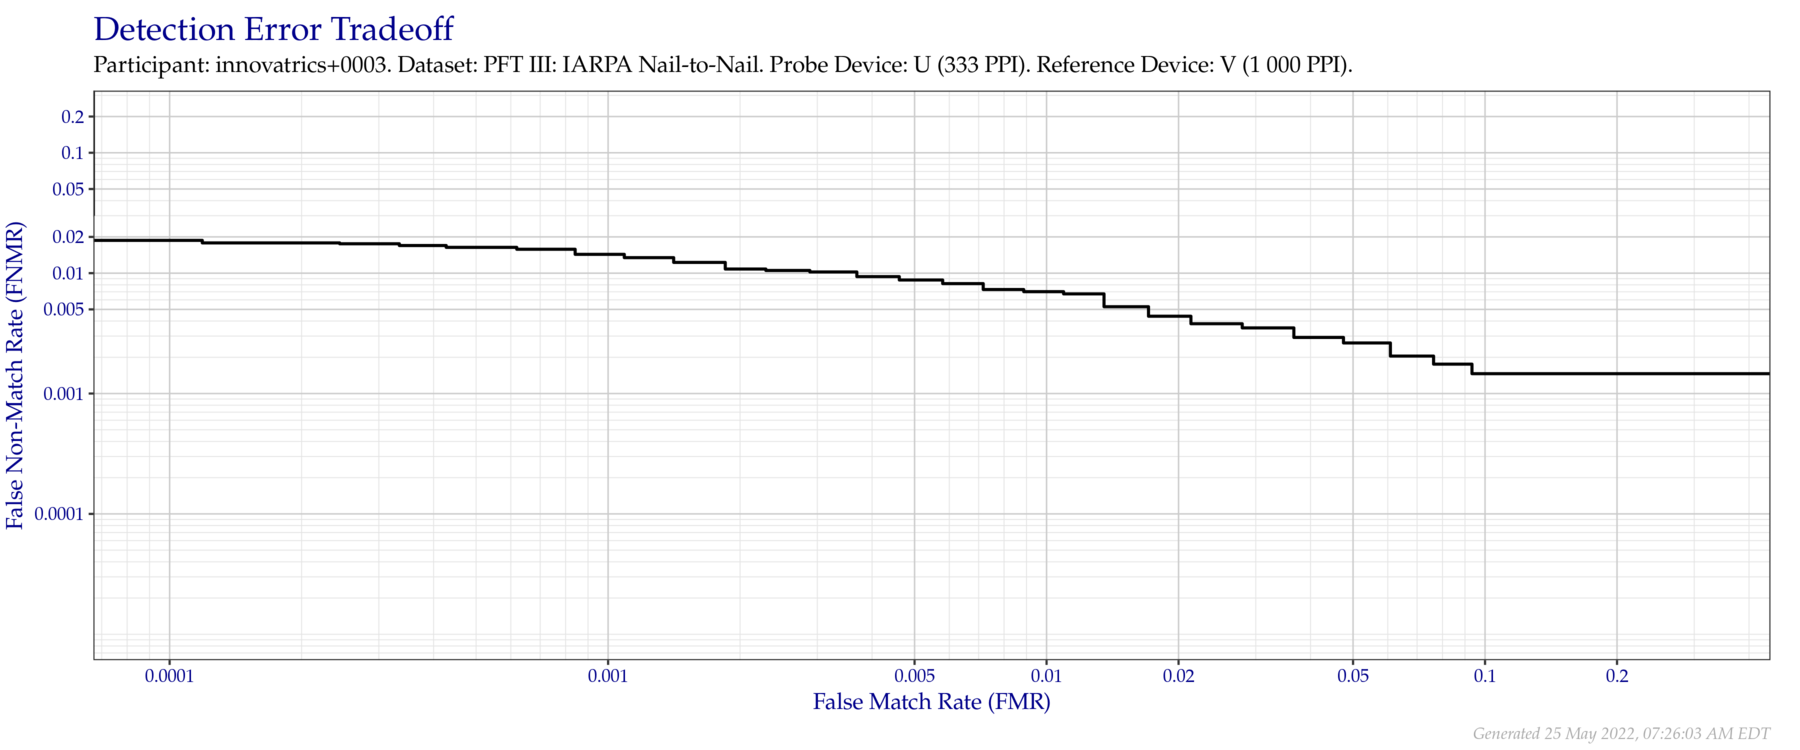 Detection Error Tradeoff
Participant: innovatrics+0003. Dataset: PFT III: IARPA Nail-to-Nail. Probe Device: U (333 PPI). Reference Device: V (1 000 PPI).
0.2
0.1
0.05
0.02
0.01
0.005
0.001
0.0001
False Non-Match Rate (FNMR)
0.0001 0.001 0.005 0.01 0.02 0.05 0.1 0.2
False Match Rate (FMR)
Generated 25 May 2022, 07:26:03 AM EDT